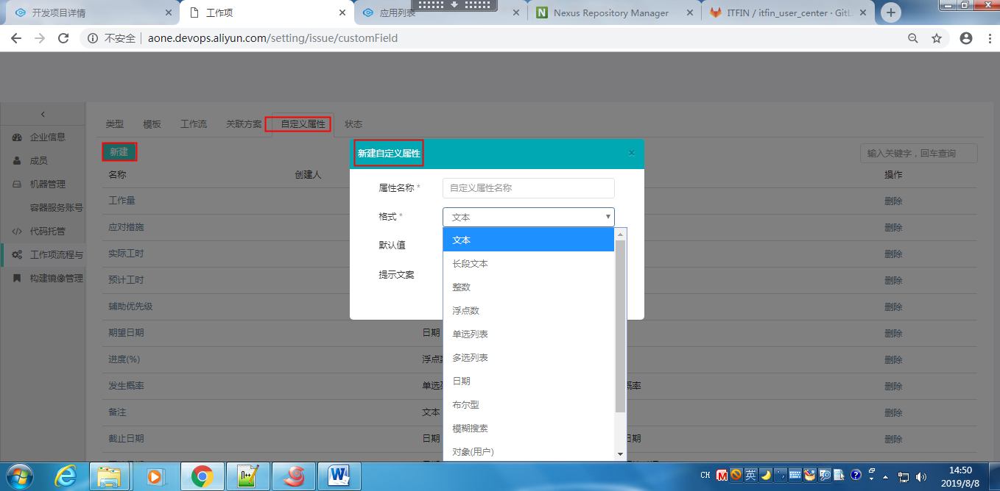 开发项目详情
工作项
应用列表
Nexus Repository Manager
ITFIN / itfin_user_center · GitL
不安全 aone.devops.aliyun.com/setting/issue/customField
类型 模板 工作流 关联方案 自定义属性 状态
企业信息
成员
机器管理
容器服务账号
代码托管
工作项流程与
构建镜像管理
新建
输入关键字，回车查询
名称 创建人 操作
工作量 删除
应对措施 删除
实际工时 删除
预计工时 删除
辅助优先级 删除
期望日期 日期 删除
进度(%) 浮点数 删除
发生概率 单选列 概率 删除
备注 文本 删除
截止日期 日期 日期 删除
新建自定义属性 ×
属性名称 * 自定义属性名称
格式 * 文本
默认值
提示文案
文本
长段文本
整数
浮点数
单选列表
多选列表
日期
布尔型
模糊搜索
对象(用户)
CH 英
14:50
2019/8/8